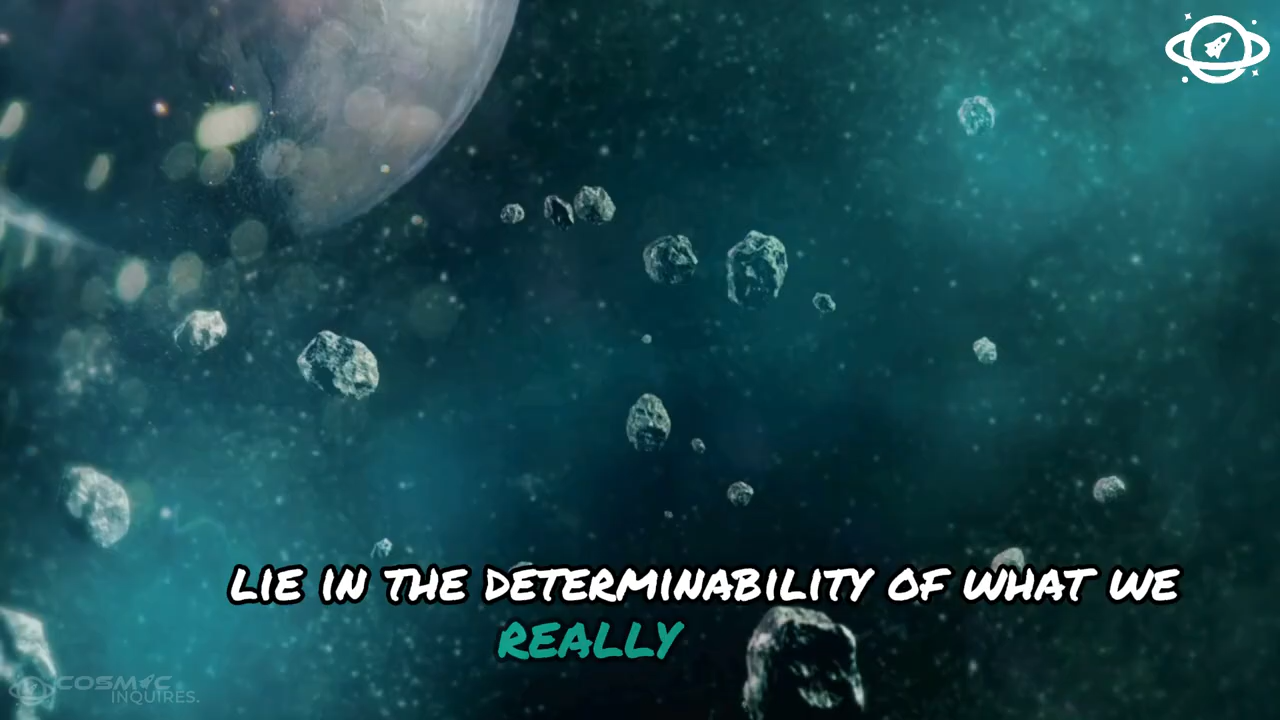 LIE IN THE DETERMINABILITY OF WHAT WE
REALLY
COSMIC
INQUIRES.